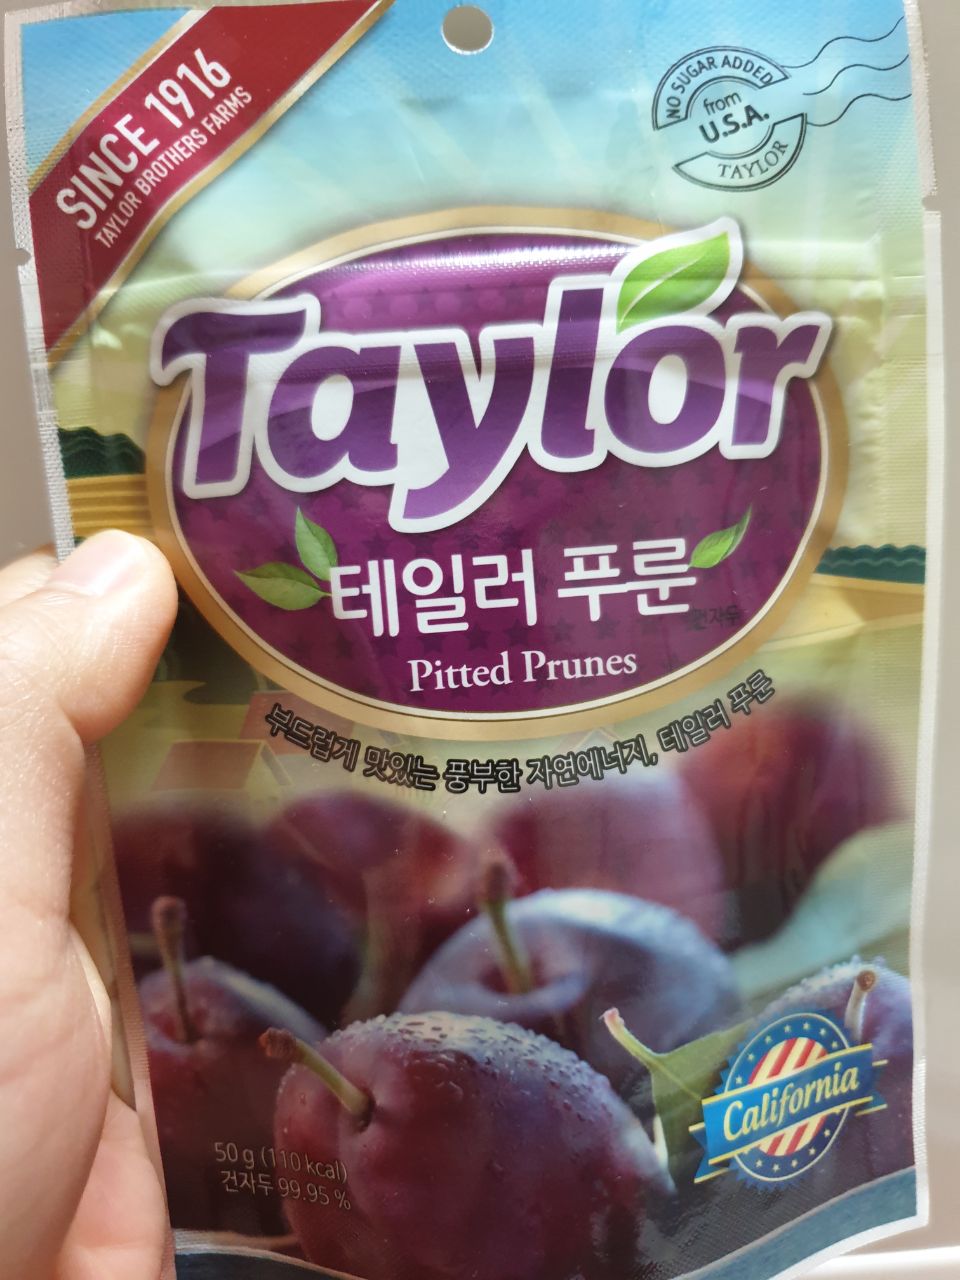 SINCE 1916
TAYLOR BROTHERS FARMS
NO SUGAR ADDED
from
U.S.A.
TAYLOR
Taylor
테일러 푸룬
건자두
Pitted Prunes
부드럽게 맛있는 풍부한 자연에너지, 테일러 푸룬
California
50 g (110 kcal)
건자두 99.95 %